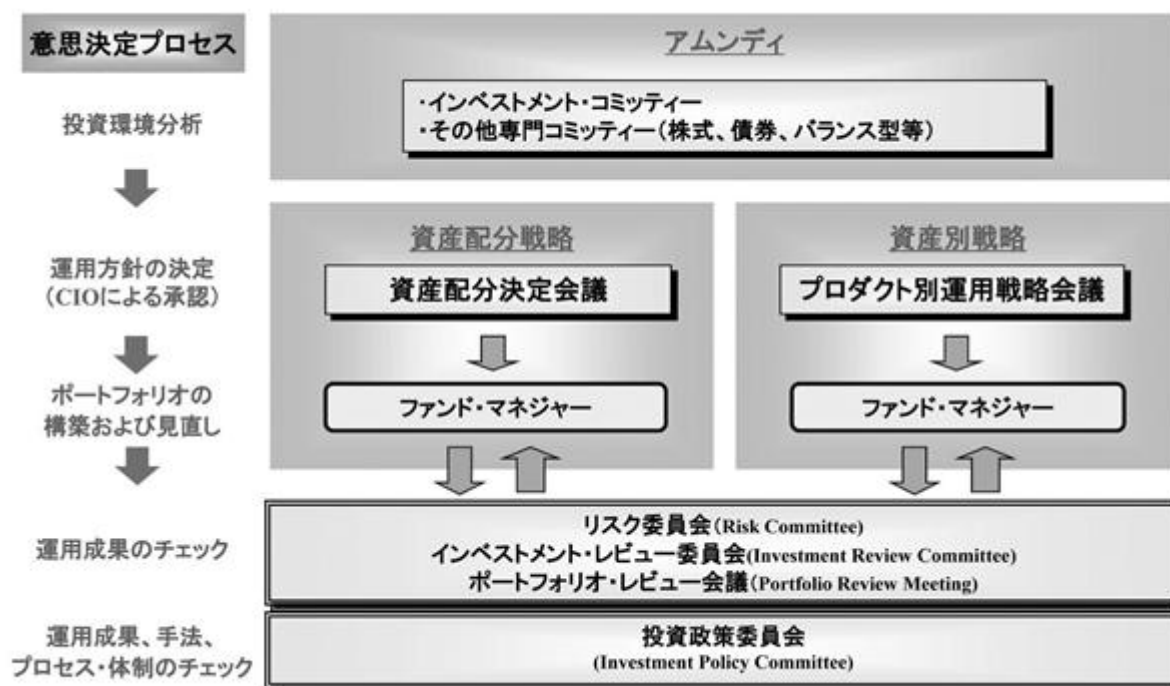 意思決定プロセス
アムンディ
・インベストメント・コミッティー
・その他専門コミッティー（株式、債券、バランス型等）
投資環境分析
資産配分戦略
資産別戦略
運用方針の決定
（CIOによる承認）
資産配分決定会議
プロダクト別運用戦略会議
ポートフォリオの
構築および見直し
ファンド・マネジャー
ファンド・マネジャー
運用成果のチェック
リスク委員会(Risk Committee)
インベストメント・レビュー委員会(Investment Review Committee)
ポートフォリオ・レビュー会議(Portfolio Review Meeting)
運用成果、手法、
プロセス・体制のチェック
投資政策委員会
(Investment Policy Committee)